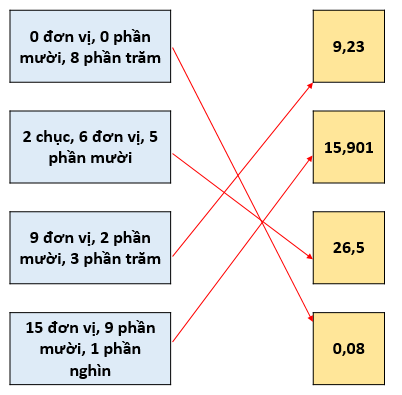 0 đơn vị, 0 phần
mười, 8 phần trăm
9,23
2 chục, 6 đơn vị, 5
phần mười
15,901
9 đơn vị, 2 phần
mười, 3 phần trăm
26,5
15 đơn vị, 9 phần
mười, 1 phần
nghìn
0,08